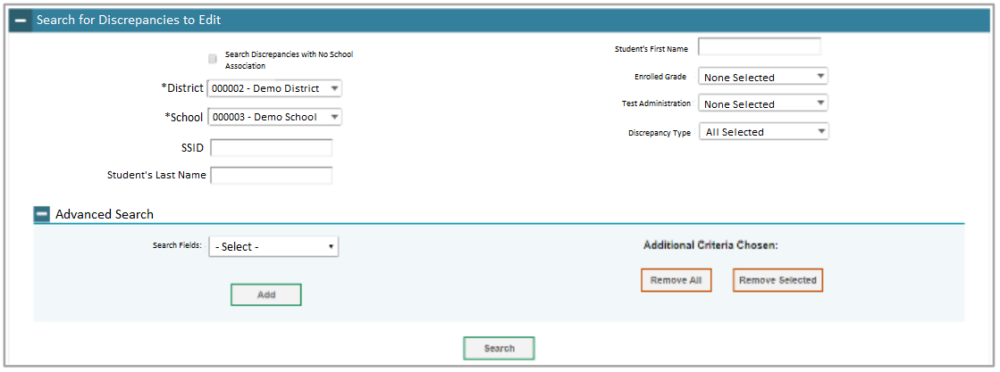 Search for Discrepancies to Edit
Search Discrepancies with No School
Association
*District 000002 - Demo District
*School 000003 - Demo School
SSID
Student's Last Name
Student's First Name
Enrolled Grade None Selected
Test Administration None Selected
Discrepancy Type All Selected
Advanced Search
Search Fields: - Select -
Add
Additional Criteria Chosen:
Remove All Remove Selected
Search